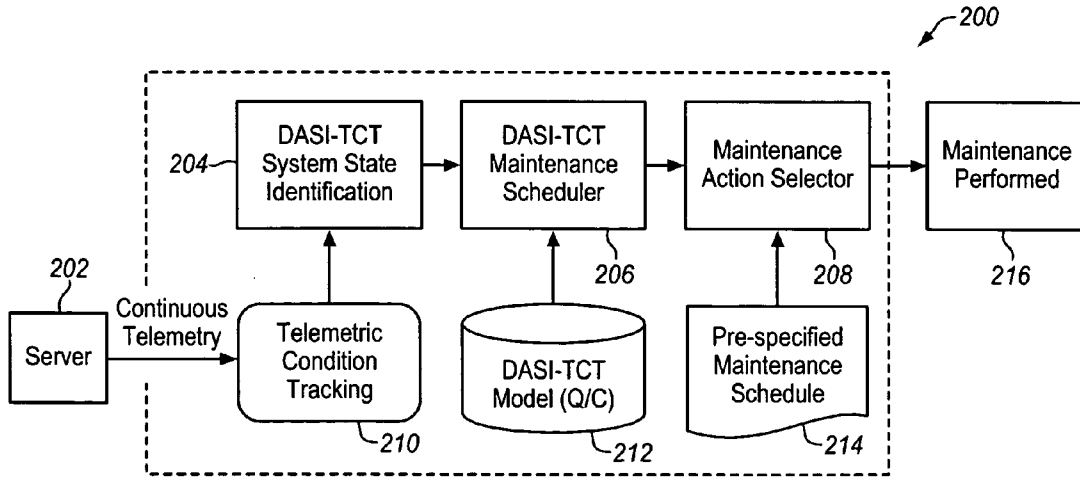 200
DASI-TCT
System State
Identification
204
DASI-TCT
Maintenance
Scheduler
206
Maintenance
Action Selector
208
Maintenance
Performed
216
202
Server
Continuous
Telemetry
Telemetric
Condition
Tracking
210
DASI-TCT
Model (Q/C)
212
Pre-specified
Maintenance
Schedule
214